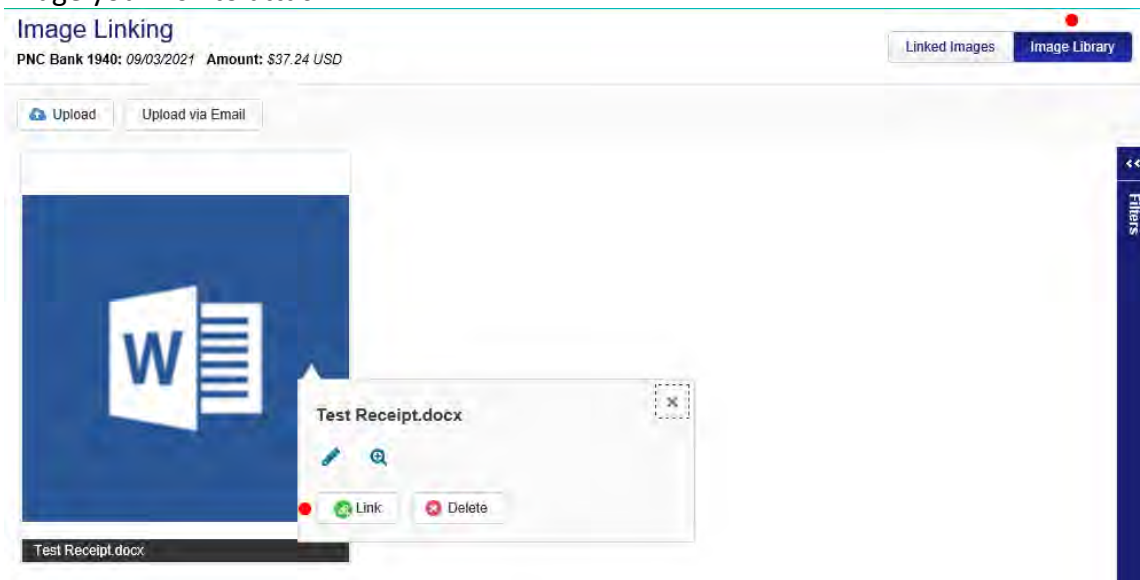 Image Linking
PNC Bank 1940: 09/03/2021 Amount: $37.24 USD
Linked Images Image Library
Upload Upload via Email
<<
Filters
W
Test Receipt.docx
Link Delete
Test Receipt.docx